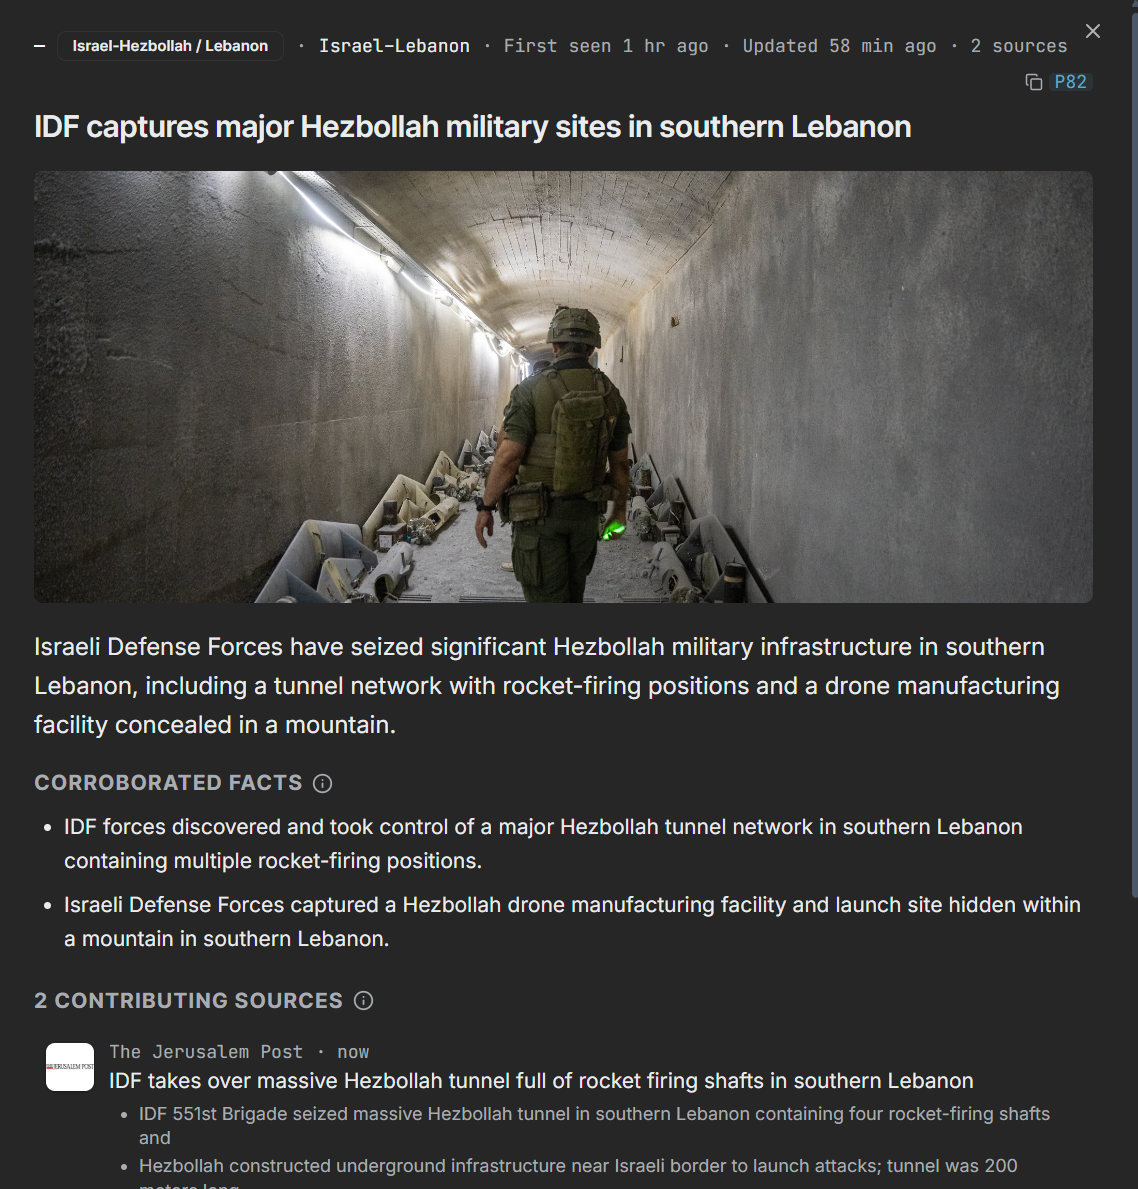 Israel-Hezbollah / Lebanon · Israel-Lebanon · First seen 1 hr ago · Updated 58 min ago · 2 sources
P82
IDF captures major Hezbollah military sites in southern Lebanon
Israeli Defense Forces have seized significant Hezbollah military infrastructure in southern
Lebanon, including a tunnel network with rocket-firing positions and a drone manufacturing
facility concealed in a mountain.
CORROBORATED FACTS
• IDF forces discovered and took control of a major Hezbollah tunnel network in southern Lebanon
containing multiple rocket-firing positions.
• Israeli Defense Forces captured a Hezbollah drone manufacturing facility and launch site hidden within
a mountain in southern Lebanon.
2 CONTRIBUTING SOURCES
The Jerusalem Post · now
IDF takes over massive Hezbollah tunnel full of rocket firing shafts in southern Lebanon
• IDF 551st Brigade seized massive Hezbollah tunnel in southern Lebanon containing four rocket-firing shafts
and
• Hezbollah constructed underground infrastructure near Israeli border to launch attacks; tunnel was 200